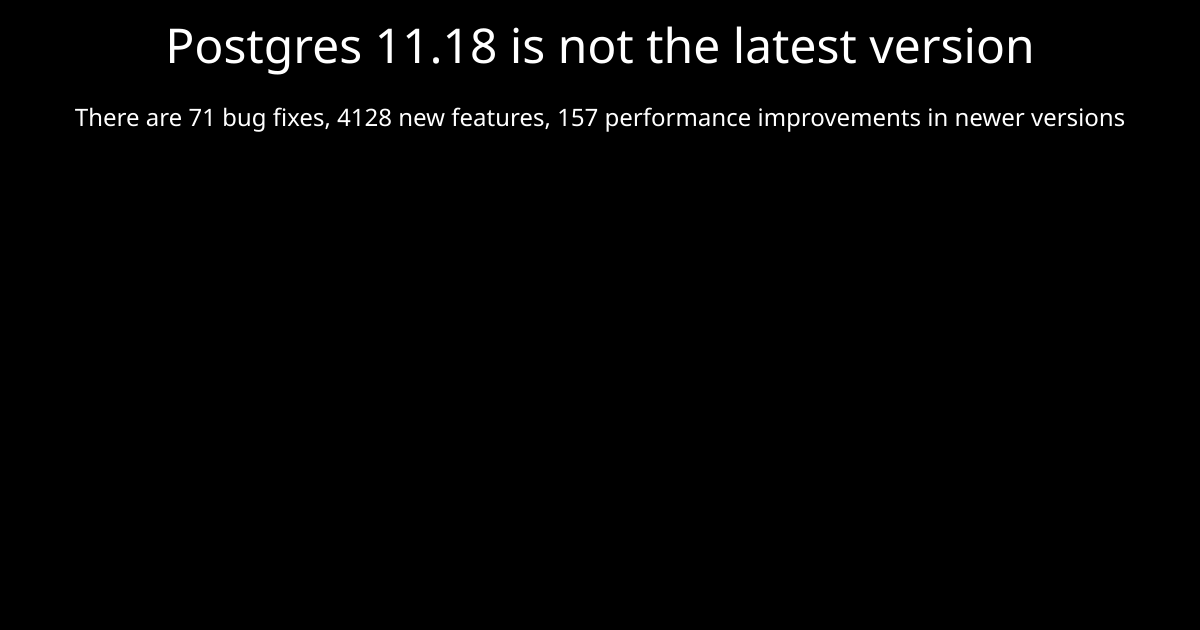 Postgres 11.18 is not the latest version
There are 71 bug fixes, 4128 new features, 157 performance improvements in newer versions